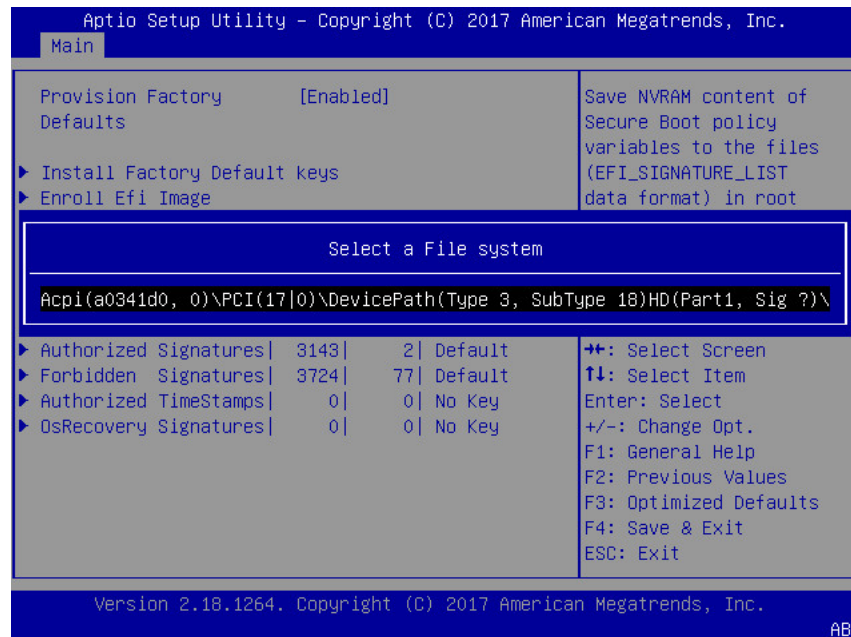 Aptio Setup Utility – Copyright (C) 2017 American Megatrends, Inc.
Main
Provision Factory [Enabled]
Defaults
▶ Install Factory Default keys
▶ Enroll Efi Image
Save NVRAM content of
Secure Boot policy
variables to the files
(EFI_SIGNATURE_LIST
data format) in root
Select a File system
Acpi(a0341d0, 0)\PCI(17|0)\DevicePath(Type 3, SubType 18)HD(Part1, Sig ?)\
▶ Authorized Signatures| 3143| 2| Default
▶ Forbidden Signatures| 3724| 77| Default
▶ Authorized TimeStamps| 0| 0| No Key
▶ OsRecovery Signatures| 0| 0| No Key
→←: Select Screen
↑↓: Select Item
Enter: Select
+/-: Change Opt.
F1: General Help
F2: Previous Values
F3: Optimized Defaults
F4: Save & Exit
ESC: Exit
Version 2.18.1264. Copyright (C) 2017 American Megatrends, Inc.
AB